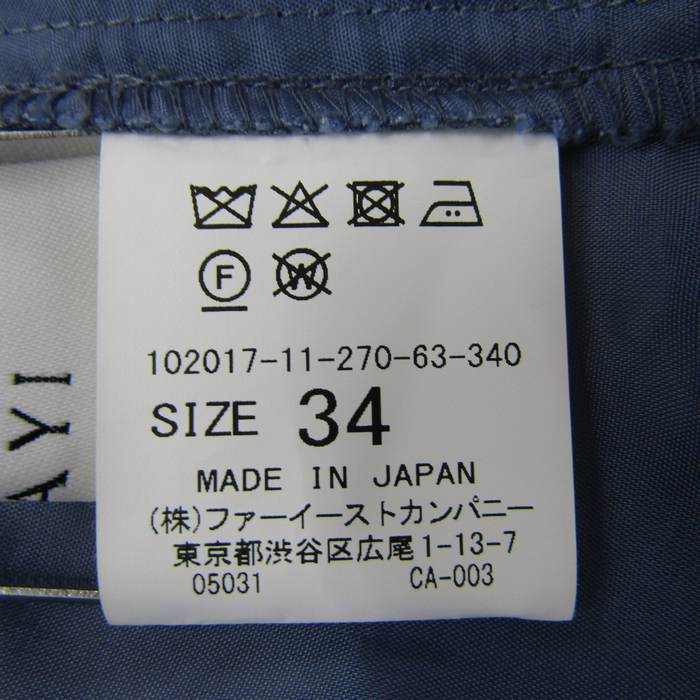 F
W
102017-11-270-63-340
SIZE 34
MADE IN JAPAN
(株)ファーイーストカンパニー
東京都渋谷区広尾1-13-7
05031 CA-003
AYI